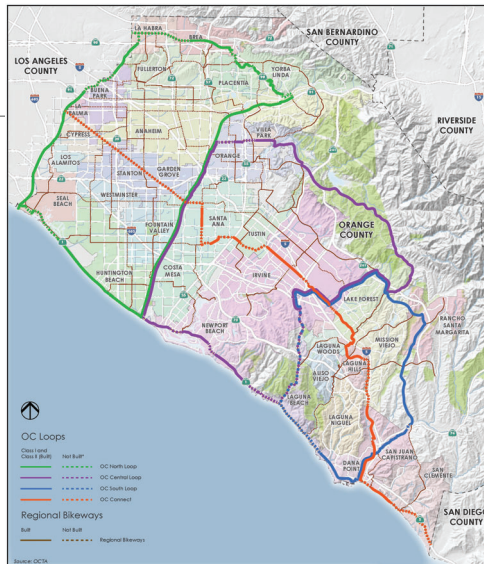 LA HABRA
BREA
SAN BERNARDINO
COUNTY
LOS ANGELES
COUNTY
FULLERTON
PLACENTIA
YORBA
LINDA
BUENA
PARK
LA
PALMA
RIVERSIDE
COUNTY
CYPRESS
ANAHEIM
VILLA
PARK
ORANGE
LOS
ALAMITOS
STANTON
GARDEN
GROVE
WESTMINSTER
SEAL
BEACH
SANTA
ANA
ORANGE
COUNTY
FOUNTAIN
VALLEY
TUSTIN
COSTA
MESA
IRVINE
HUNTINGTON
BEACH
LAKE FOREST
RANCHO
SANTA
MARGARITA
NEWPORT
BEACH
LAGUNA
WOODS
MISSION
VIEJO
LAGUNA
HILLS
ALISO
VIEJO
LAGUNA
BEACH
LAGUNA
NIGUEL
SAN JUAN
CAPISTRANO
DANA
POINT
SAN
CLEMENTE
SAN DIEGO
COUNTY
OC Loops
Class I and
Class II (Built)
Not Built*
OC North Loop
OC Central Loop
OC South Loop
OC Connect
Regional Bikeways
Built
Not Built
Regional Bikeways
Source: OCTA